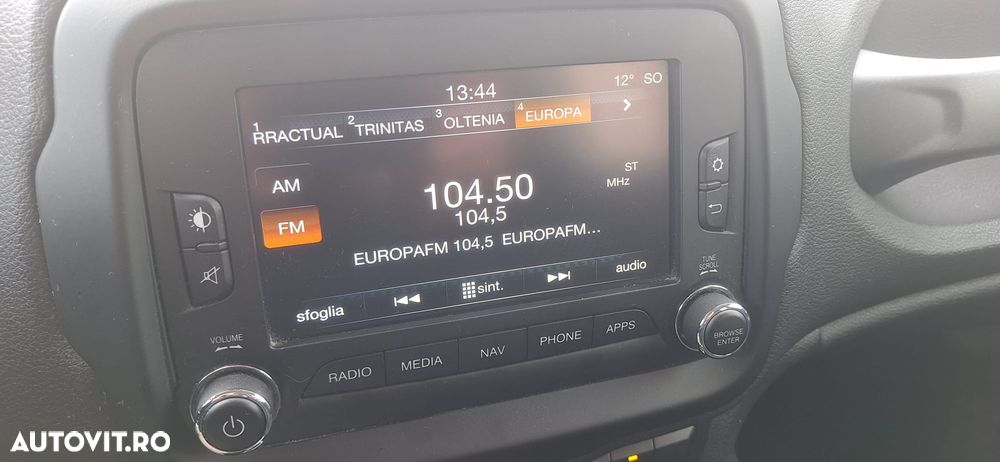 13:44
12° SO
1 RRACTUAL 2 TRINITAS 3 OLTENIA 4 EUROPA
AM
104.50
ST
MHz
104,5
FM
EUROPAFM 104,5 EUROPAFM...
sfoglia
sint.
audio
TUNE
SCROLL
VOLUME
RADIO MEDIA NAV PHONE APPS
BROWSE
ENTER
AUTOVIT.RO